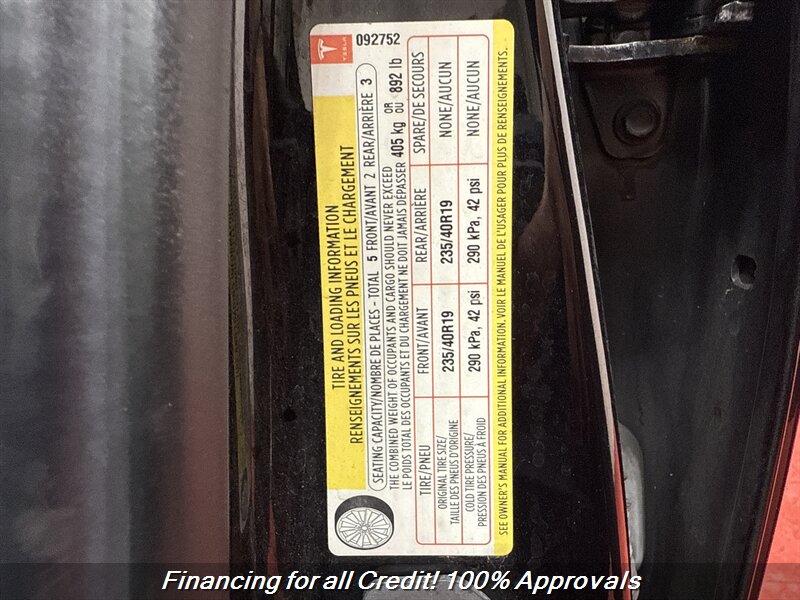 TESLA
092752
TIRE AND LOADING INFORMATION
RENSEIGNEMENTS SUR LES PNEUS ET LE CHARGEMENT
SEATING CAPACITY/NOMBRE DE PLACES - TOTAL 5 FRONT/AVANT 2 REAR/ARRIÈRE 3
THE COMBINED WEIGHT OF OCCUPANTS AND CARGO SHOULD NEVER EXCEED
LE POIDS TOTAL DES OCCUPANTS ET DU CHARGEMENT NE DOIT JAMAIS DÉPASSER 405 kg OR OU 892 lb
TIRE/PNEU FRONT/AVANT REAR/ARRIÈRE SPARE/DE SECOURS
ORIGINAL TIRE SIZE/
TAILLE DES PNEUS D'ORIGINE 235/40R19 235/40R19 NONE/AUCUN
COLD TIRE PRESSURE/
PRESSION DES PNEUS À FROID 290 kPa, 42 psi 290 kPa, 42 psi NONE/AUCUN
SEE OWNER'S MANUAL FOR ADDITIONAL INFORMATION. VOIR LE MANUEL DE L'USAGER POUR PLUS DE RENSEIGNEMENTS.
Financing for all Credit! 100% Approvals